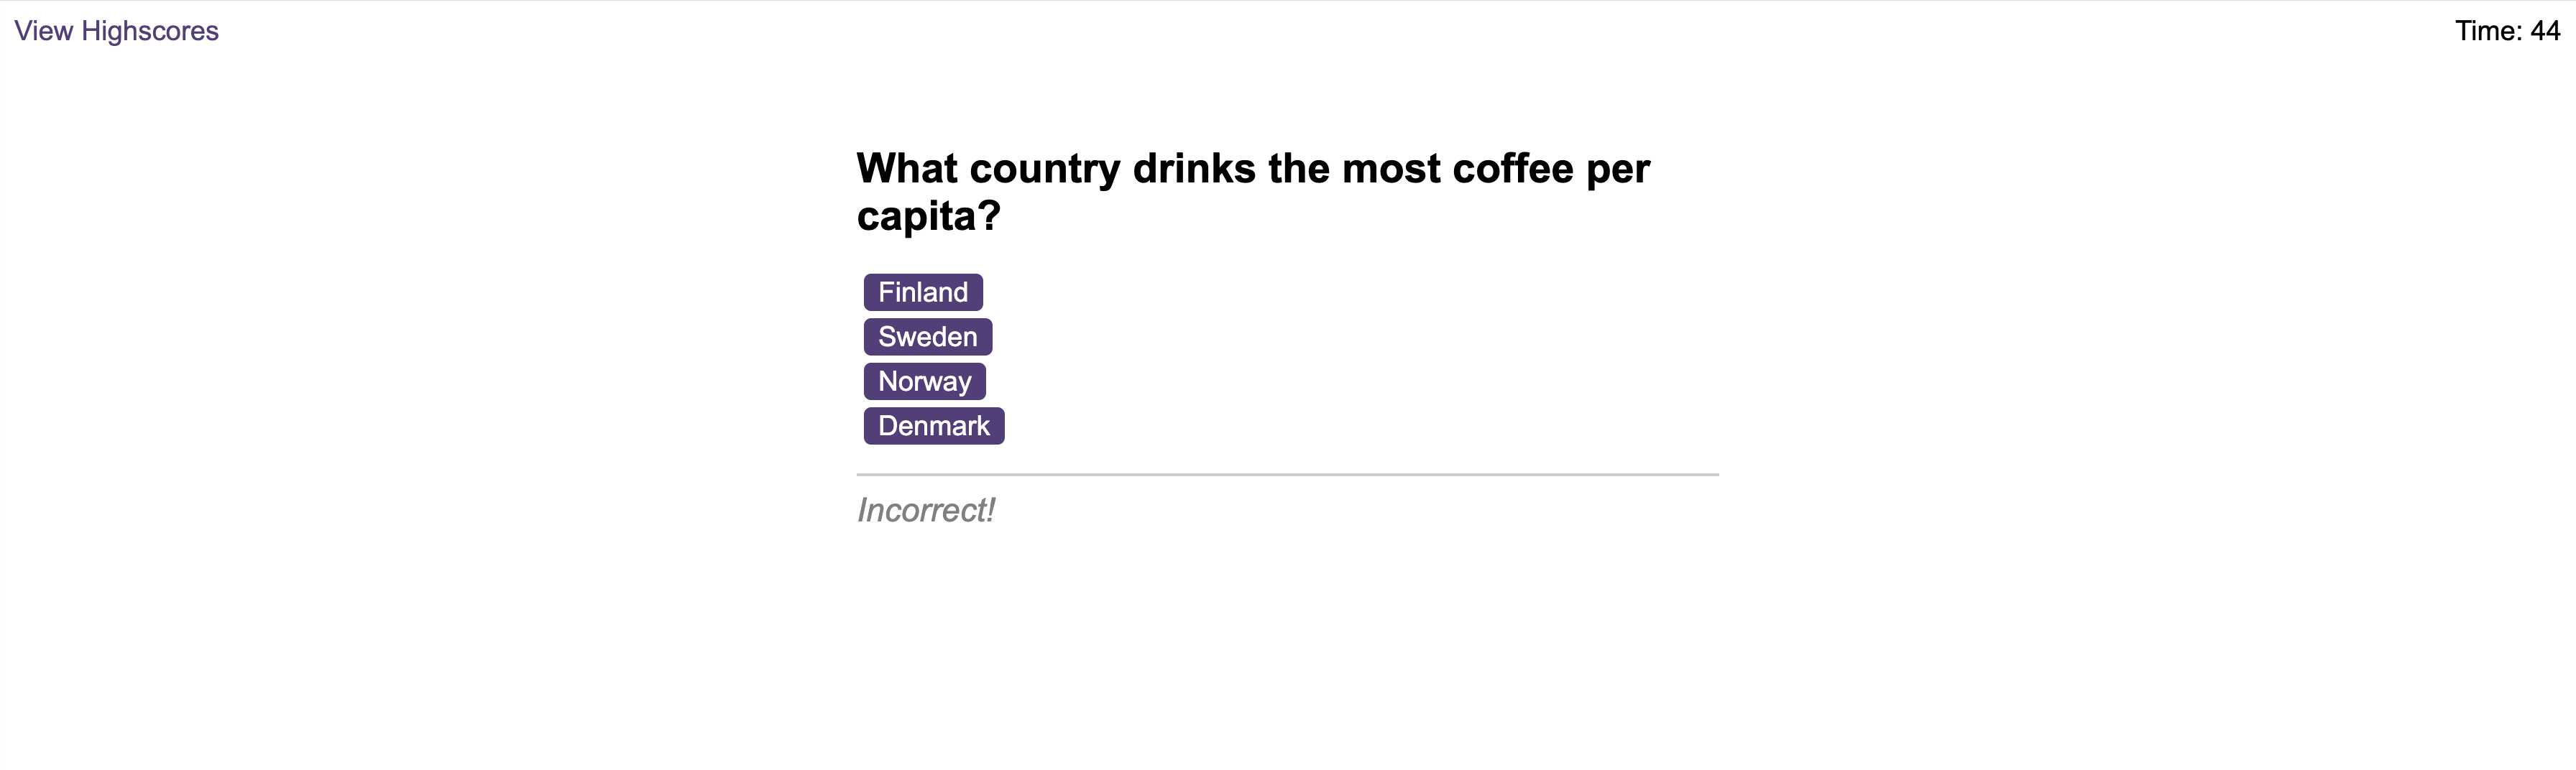 View Highscores
Time: 44
What country drinks the most coffee per
capita?
Finland
Sweden
Norway
Denmark
Incorrect!